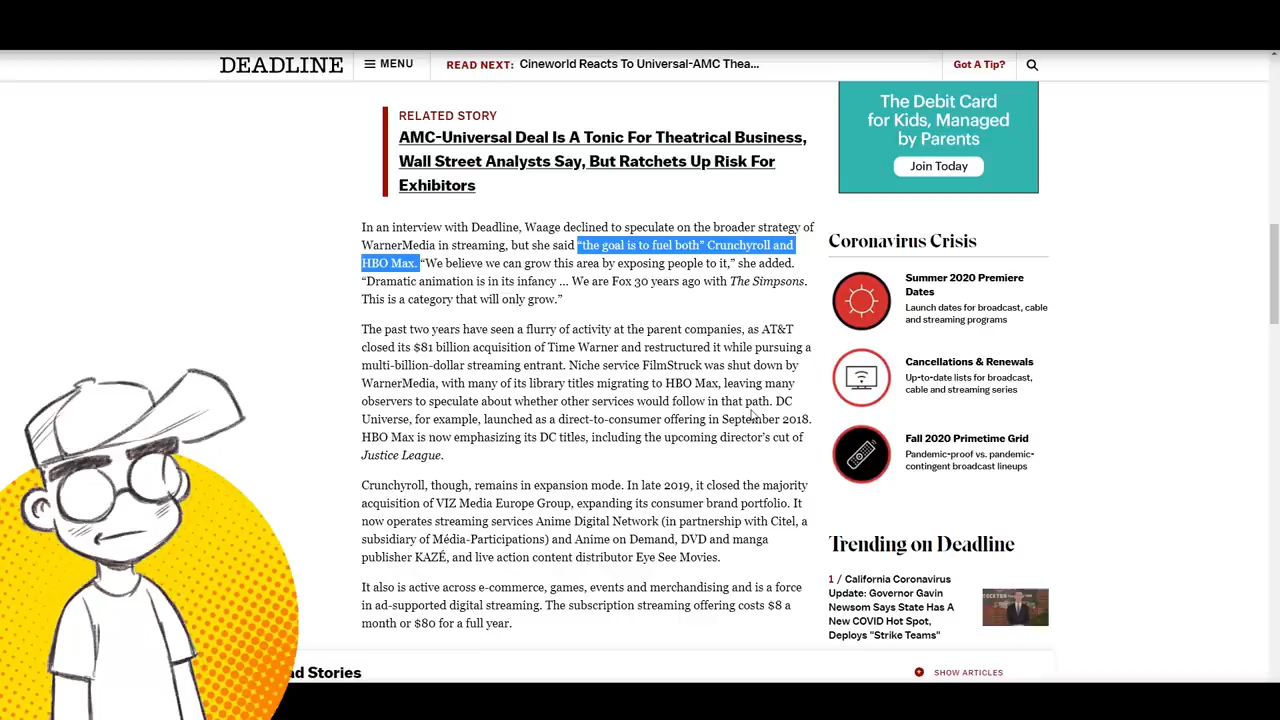 DEADLINE
MENU
READ NEXT: Cineworld Reacts To Universal-AMC Thea...
Got A Tip?
RELATED STORY
AMC-Universal Deal Is A Tonic For Theatrical Business,
Wall Street Analysts Say, But Ratchets Up Risk For
Exhibitors
In an interview with Deadline, Waage declined to speculate on the broader strategy of
WarnerMedia in streaming, but she said “the goal is to fuel both” Crunchyroll and
HBO Max. “We believe we can grow this area by exposing people to it,” she added.
“Dramatic animation is in its infancy ... We are Fox 30 years ago with The Simpsons.
This is a category that will only grow.”
The past two years have seen a flurry of activity at the parent companies, as AT&T
closed its $81 billion acquisition of Time Warner and restructured it while pursuing a
multi-billion-dollar streaming entrant. Niche service FilmStruck was shut down by
WarnerMedia, with many of its library titles migrating to HBO Max, leaving many
observers to speculate about whether other services would follow in that path. DC
Universe, for example, launched as a direct-to-consumer offering in September 2018.
HBO Max is now emphasizing its DC titles, including the upcoming director’s cut of
Justice League.
Crunchyroll, though, remains in expansion mode. In late 2019, it closed the majority
acquisition of VIZ Media Europe Group, expanding its consumer brand portfolio. It
now operates streaming services Anime Digital Network (in partnership with Citel, a
subsidiary of Média-Participations) and Anime on Demand, DVD and manga
publisher KAZÉ, and live action content distributor Eye See Movies.
It also is active across e-commerce, games, events and merchandising and is a force
in ad-supported digital streaming. The subscription streaming offering costs $8 a
month or $80 for a full year.
ad Stories
SHOW ARTICLES
The Debit Card
for Kids, Managed
by Parents
Join Today
Coronavirus Crisis
Summer 2020 Premiere
Dates
Launch dates for broadcast, cable
and streaming programs
Cancellations & Renewals
Up-to-date lists for broadcast,
cable and streaming series
Fall 2020 Primetime Grid
Pandemic-proof vs. pandemic-
contingent broadcast lineups
Trending on Deadline
1 / California Coronavirus
Update: Governor Gavin
Newsom Says State Has A
New COVID Hot Spot,
Deploys "Strike Teams"